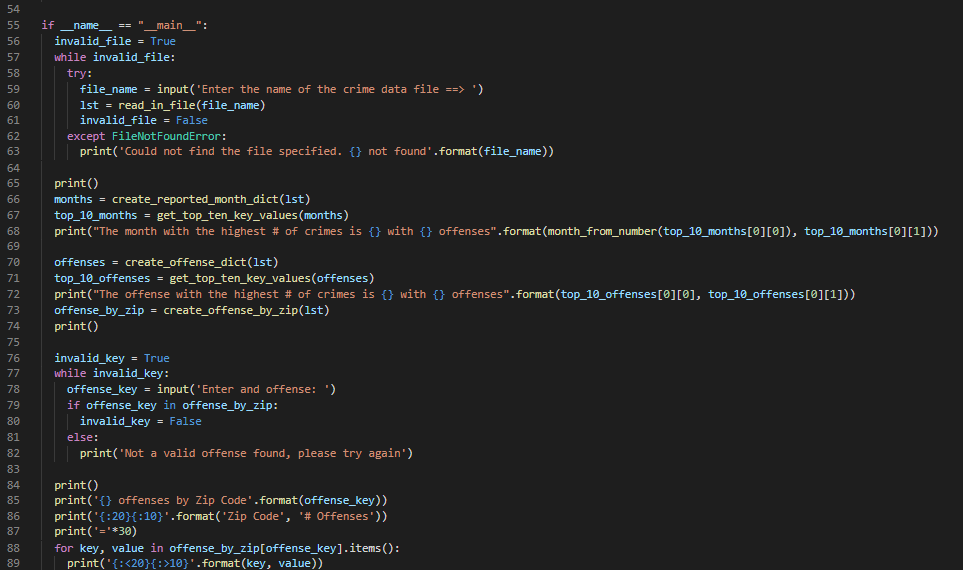 54
55 if __name__ == "__main__":
56 invalid_file = True
57 while invalid_file:
58 try:
59 file_name = input('Enter the name of the crime data file ==> ')
60 lst = read_in_file(file_name)
61 invalid_file = False
62 except FileNotFoundError:
63 print('Could not find the file specified. {} not found'.format(file_name))
64
65 print()
66 months = create_reported_month_dict(lst)
67 top_10_months = get_top_ten_key_values(months)
68 print("The month with the highest # of crimes is {} with {} offenses".format(month_from_number(top_10_months[0][0]), top_10_months[0][1]))
69
70 offenses = create_offense_dict(lst)
71 top_10_offenses = get_top_ten_key_values(offenses)
72 print("The offense with the highest # of crimes is {} with {} offenses".format(top_10_offenses[0][0], top_10_offenses[0][1]))
73 offense_by_zip = create_offense_by_zip(lst)
74 print()
75
76 invalid_key = True
77 while invalid_key:
78 offense_key = input('Enter and offense: ')
79 if offense_key in offense_by_zip:
80 invalid_key = False
81 else:
82 print('Not a valid offense found, please try again')
83
84 print()
85 print('{} offenses by Zip Code'.format(offense_key))
86 print('{:20}{:10}'.format('Zip Code', '# Offenses'))
87 print('='*30)
88 for key, value in offense_by_zip[offense_key].items():
89 print('{:<20}{:>10}'.format(key, value))